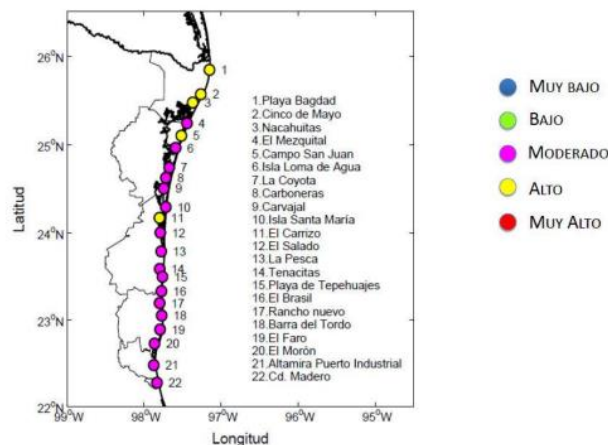 26°N
25°N
24°N
23°N
22°N
99°W
98°W
97°W
96°W
95°W
Latitud
Longitud
1
2
3
4
5
6
7
8
9
10
11
12
13
14
15
16
17
18
19
20
21
22
1.Playa Bagdad
2.Cinco de Mayo
3.Nacahuitas
4.El Mezquital
5.Campo San Juan
6.Isla Loma de Agua
7.La Coyota
8.Carboneras
9.Carvajal
10.Isla Santa María
11.El Carrizo
12.El Salado
13.La Pesca
14.Tenacitas
15.Playa de Tepehuajes
16.El Brasil
17.Rancho nuevo
18.Barra del Tordo
19.El Faro
20.El Morón
21.Altamira Puerto Industrial
22.Cd. Madero
MUY BAJO
BAJO
MODERADO
ALTO
MUY ALTO